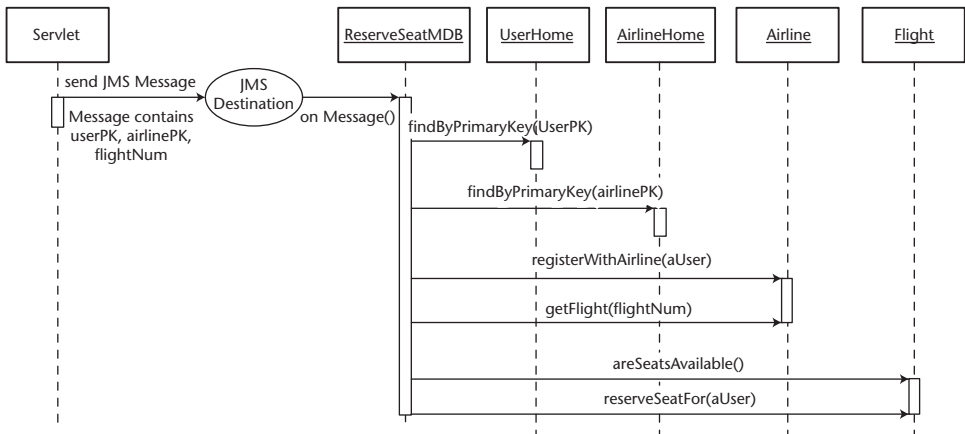 Servlet
ReserveSeatMDB
UserHome
AirlineHome
Airline
Flight
send JMS Message
JMS
Destination
on Message()
Message contains
userPK, airlinePK,
flightNum
findByPrimaryKey(UserPK)
findByPrimaryKey(airlinePK)
registerWithAirline(aUser)
getFlight(flightNum)
areSeatsAvailable()
reserveSeatFor(aUser)